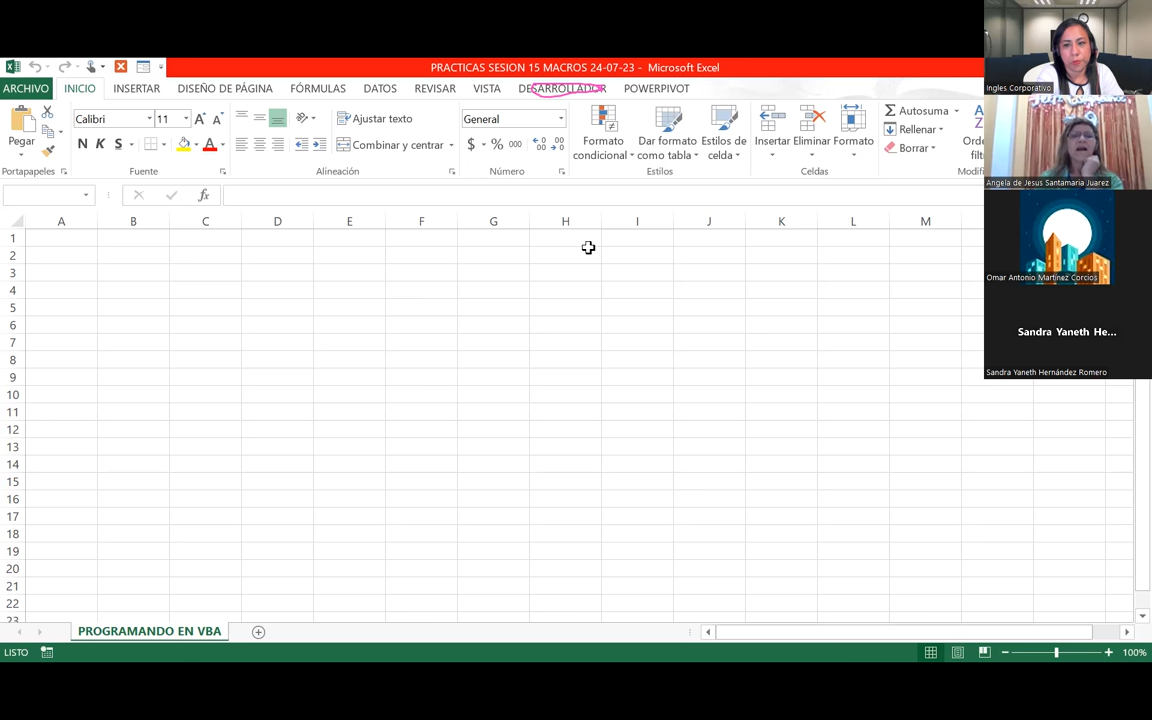 PRACTICAS SESION 15 MACROS 24-07-23 - Microsoft Excel
ARCHIVO INICIO INSERTAR DISEÑO DE PÁGINA FÓRMULAS DATOS REVISAR VISTA DESARROLLADOR POWERPIVOT
Pegar
Calibri 11
N K S
Ajustar texto
Combinar y centrar
General
$ % 000
Formato condicional
Dar formato como tabla
Estilos de celda
Insertar Eliminar Formato
Autosuma
Rellenar
Borrar
Portapapeles Fuente Alineación Número Estilos Celdas
fx
A B C D E F G H I J K L M
1
2
3
4
5
6
7
8
9
10
11
12
13
14
15
16
17
18
19
20
21
22
23
PROGRAMANDO EN VBA
LISTO
100%
Ingles Corporativo
Angela de Jesus Santamaria Juarez
Omar Antonio Martínez Corcios
Sandra Yaneth He...
Sandra Yaneth Hernández Romero